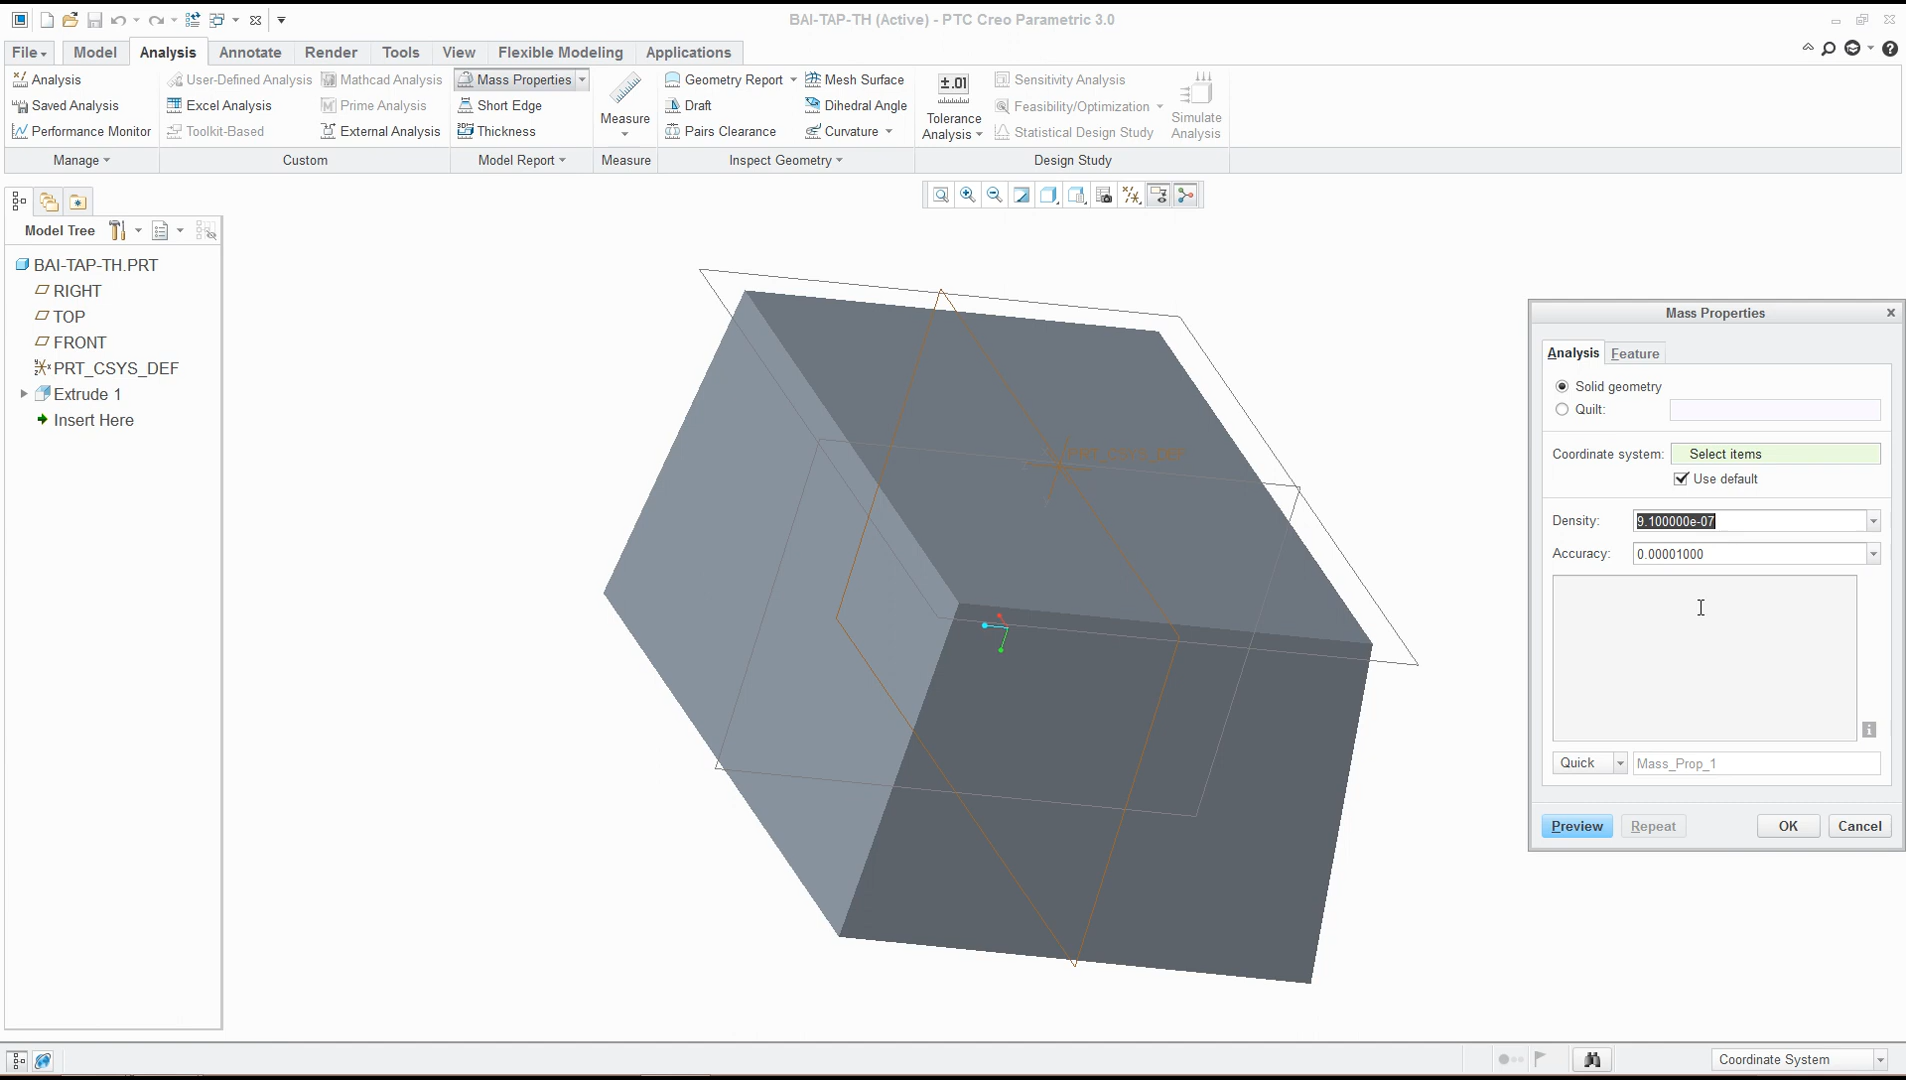 BAI-TAP-TH (Active) - PTC Creo Parametric 3.0
File Model Analysis Annotate Render Tools View Flexible Modeling Applications
Analysis User-Defined Analysis Mathcad Analysis Mass Properties Geometry Report Mesh Surface Sensitivity Analysis
Saved Analysis Excel Analysis Prime Analysis Short Edge Draft Dihedral Angle Feasibility/Optimization
Performance Monitor Toolkit-Based External Analysis Thickness Pairs Clearance Curvature Statistical Design Study
Measure
±.01
Tolerance
Analysis
Simulate
Analysis
Manage Custom Model Report Measure Inspect Geometry Design Study
Model Tree
BAI-TAP-TH.PRT
RIGHT
TOP
FRONT
PRT_CSYS_DEF
Extrude 1
Insert Here
PRT_CSYS_DEF
Mass Properties
Analysis Feature
Solid geometry
Quilt:
Coordinate system: Select items
Use default
Density: 9.100000e-07
Accuracy: 0.00001000
Quick Mass_Prop_1
Preview Repeat OK Cancel
Coordinate System